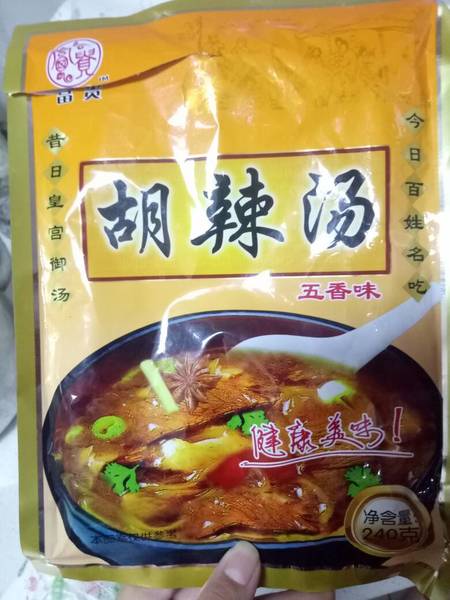 富贵
TM
昔日皇宫御汤
今日百姓名吃
胡辣汤
五香味
健康美味！
净含量
240克